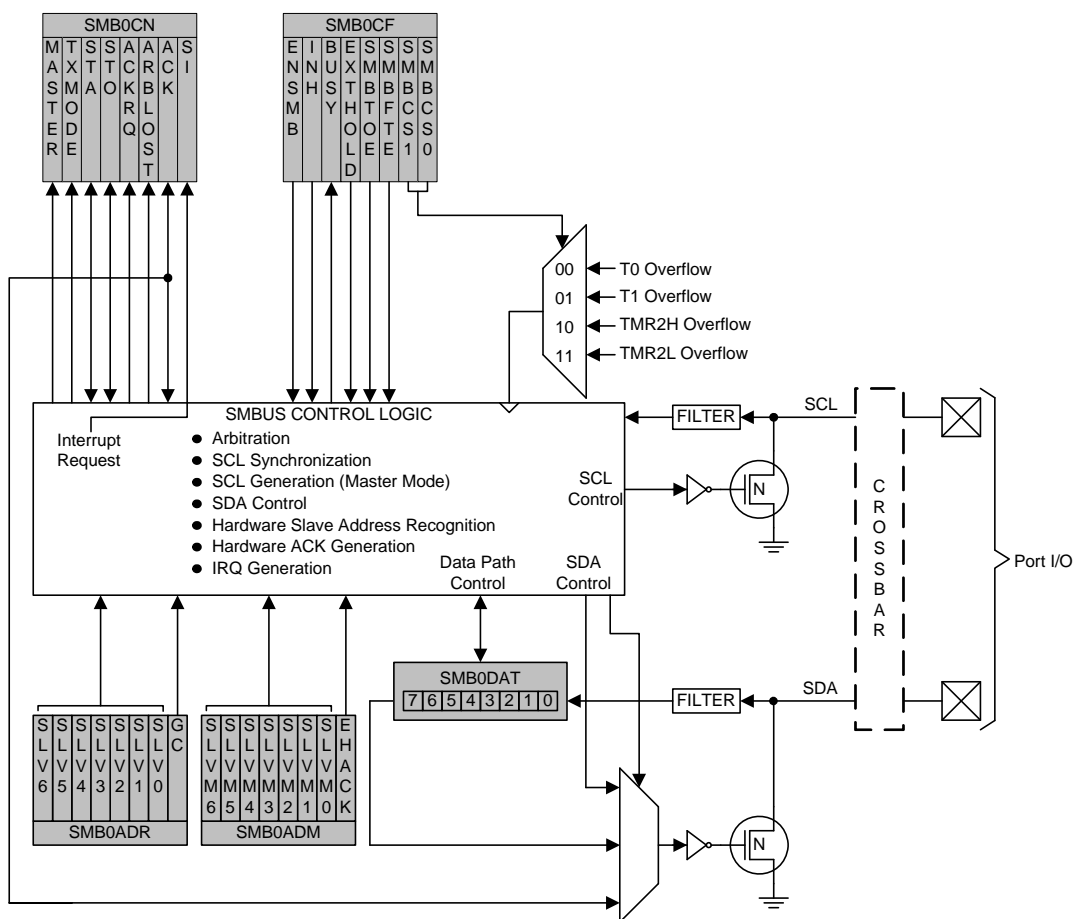 SMB0CN
MASTER
TXMODE
STA
STO
ACKRQ
ARBLOST
ACK
SI
SMB0CF
ENSMB
INH
BUSY
EXTHOLD
SMBTOE
SMBFTE
SMBCS1
SMBCS0
00
T0 Overflow
01
T1 Overflow
10
TMR2H Overflow
11
TMR2L Overflow
SMBUS CONTROL LOGIC
Interrupt
Request
● Arbitration
● SCL Synchronization
● SCL Generation (Master Mode)
● SDA Control
● Hardware Slave Address Recognition
● Hardware ACK Generation
● IRQ Generation
Data Path
Control
SCL
Control
SDA
Control
FILTER
SCL
N
CROSSBAR
Port I/O
SMB0DAT
7 6 5 4 3 2 1 0
FILTER
SDA
N
SLV6
SLV5
SLV4
SLV3
SLV2
SLV1
SLV0
GC
SMB0ADR
SLVM6
SLVM5
SLVM4
SLVM3
SLVM2
SLVM1
SLVM0
EHACK
SMB0ADM